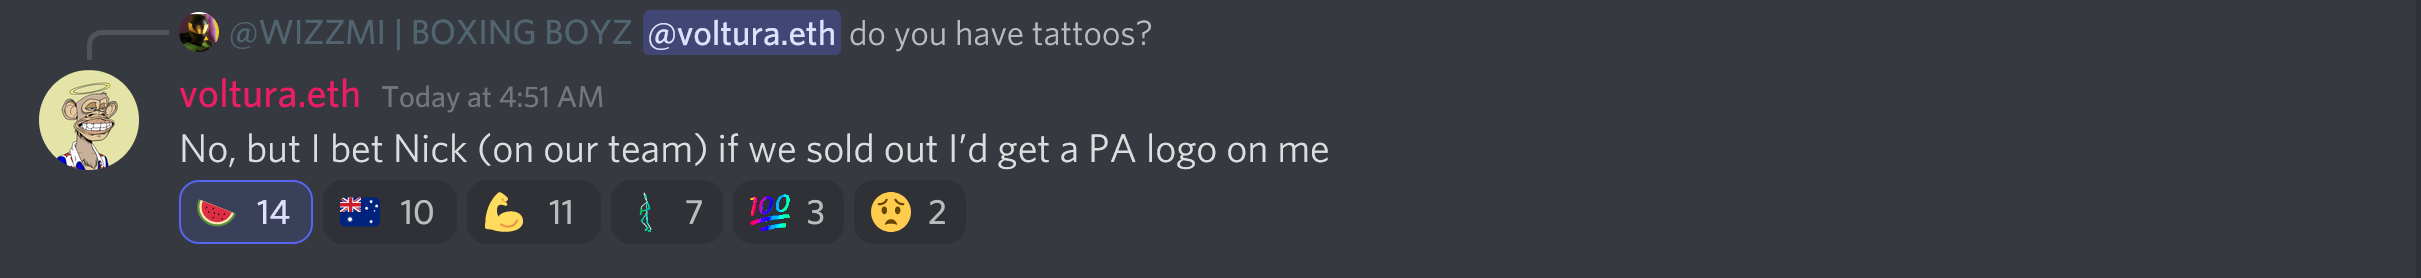 @WIZZMI | BOXING BOYZ @voltura.eth do you have tattoos?
voltura.eth Today at 4:51 AM
No, but I bet Nick (on our team) if we sold out I’d get a PA logo on me
14 10 11 7 100 3 2